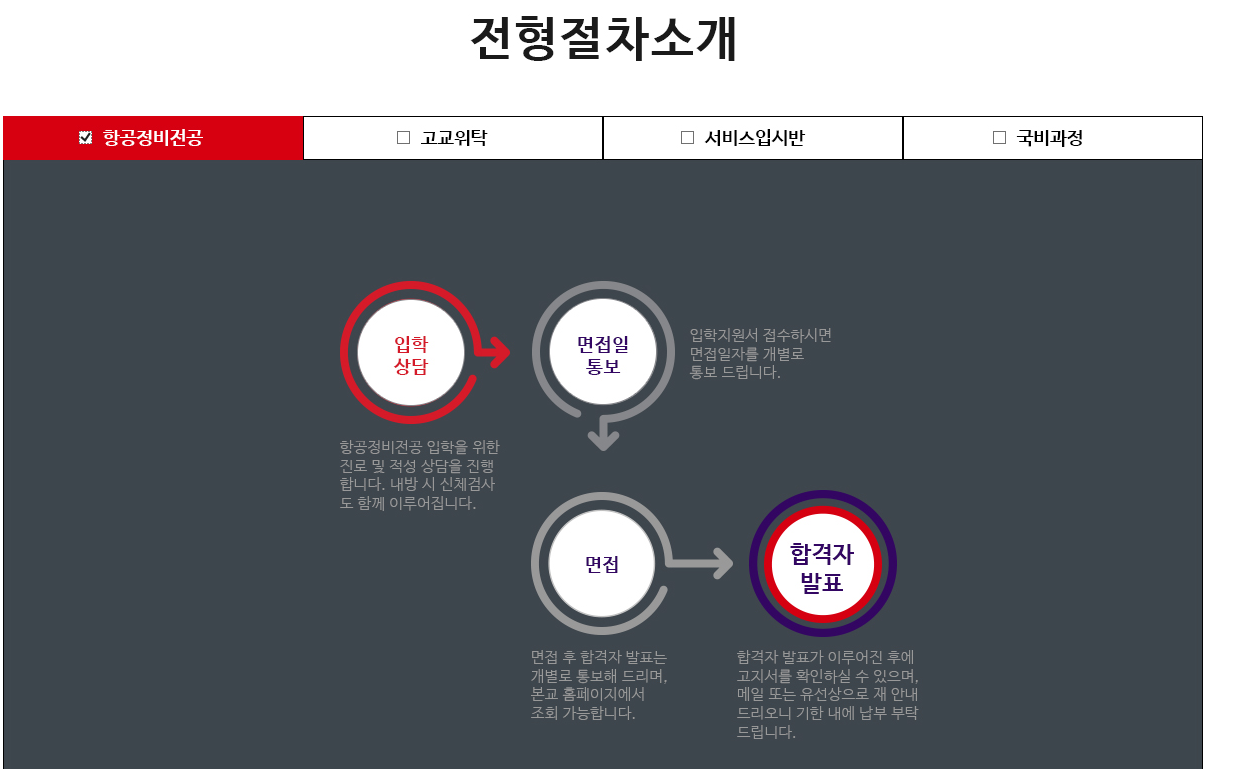 전형절차소개
항공정비전공
고교위탁
서비스입시반
국비과정
입학
상담
항공정비전공 입학을 위한
진로 및 적성 상담을 진행
합니다. 내방 시 신체검사
도 함께 이루어집니다.
면접일
통보
입학지원서 접수하시면
면접일자를 개별로
통보 드립니다.
면접
면접 후 합격자 발표는
개별로 통보해 드리며,
본교 홈페이지에서
조회 가능합니다.
합격자
발표
합격자 발표가 이루어진 후에
고지서를 확인하실 수 있으며,
메일 또는 유선상으로 재 안내
드리오니 기한 내에 납부 부탁
드립니다.